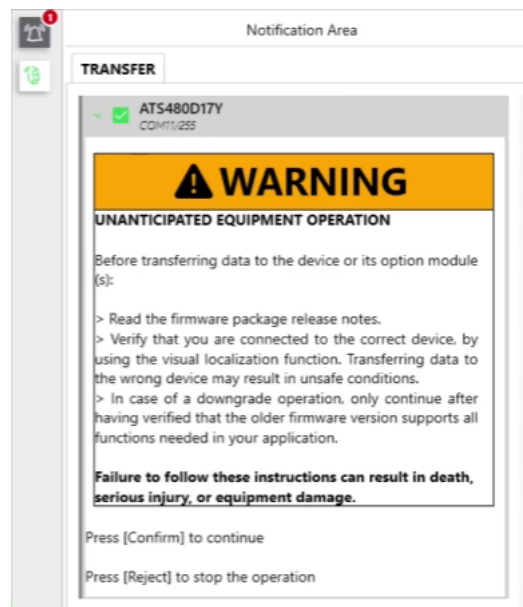 1
Notification Area
TRANSFER
ATS480D17Y
COM11/255
WARNING
UNANTICIPATED EQUIPMENT OPERATION
Before transferring data to the device or its option module
(s):
> Read the firmware package release notes.
> Verify that you are connected to the correct device, by
using the visual localization function. Transferring data to
the wrong device may result in unsafe conditions.
> In case of a downgrade operation, only continue after
having verified that the older firmware version supports all
functions needed in your application.
Failure to follow these instructions can result in death,
serious injury, or equipment damage.
Press [Confirm] to continue
Press [Reject] to stop the operation